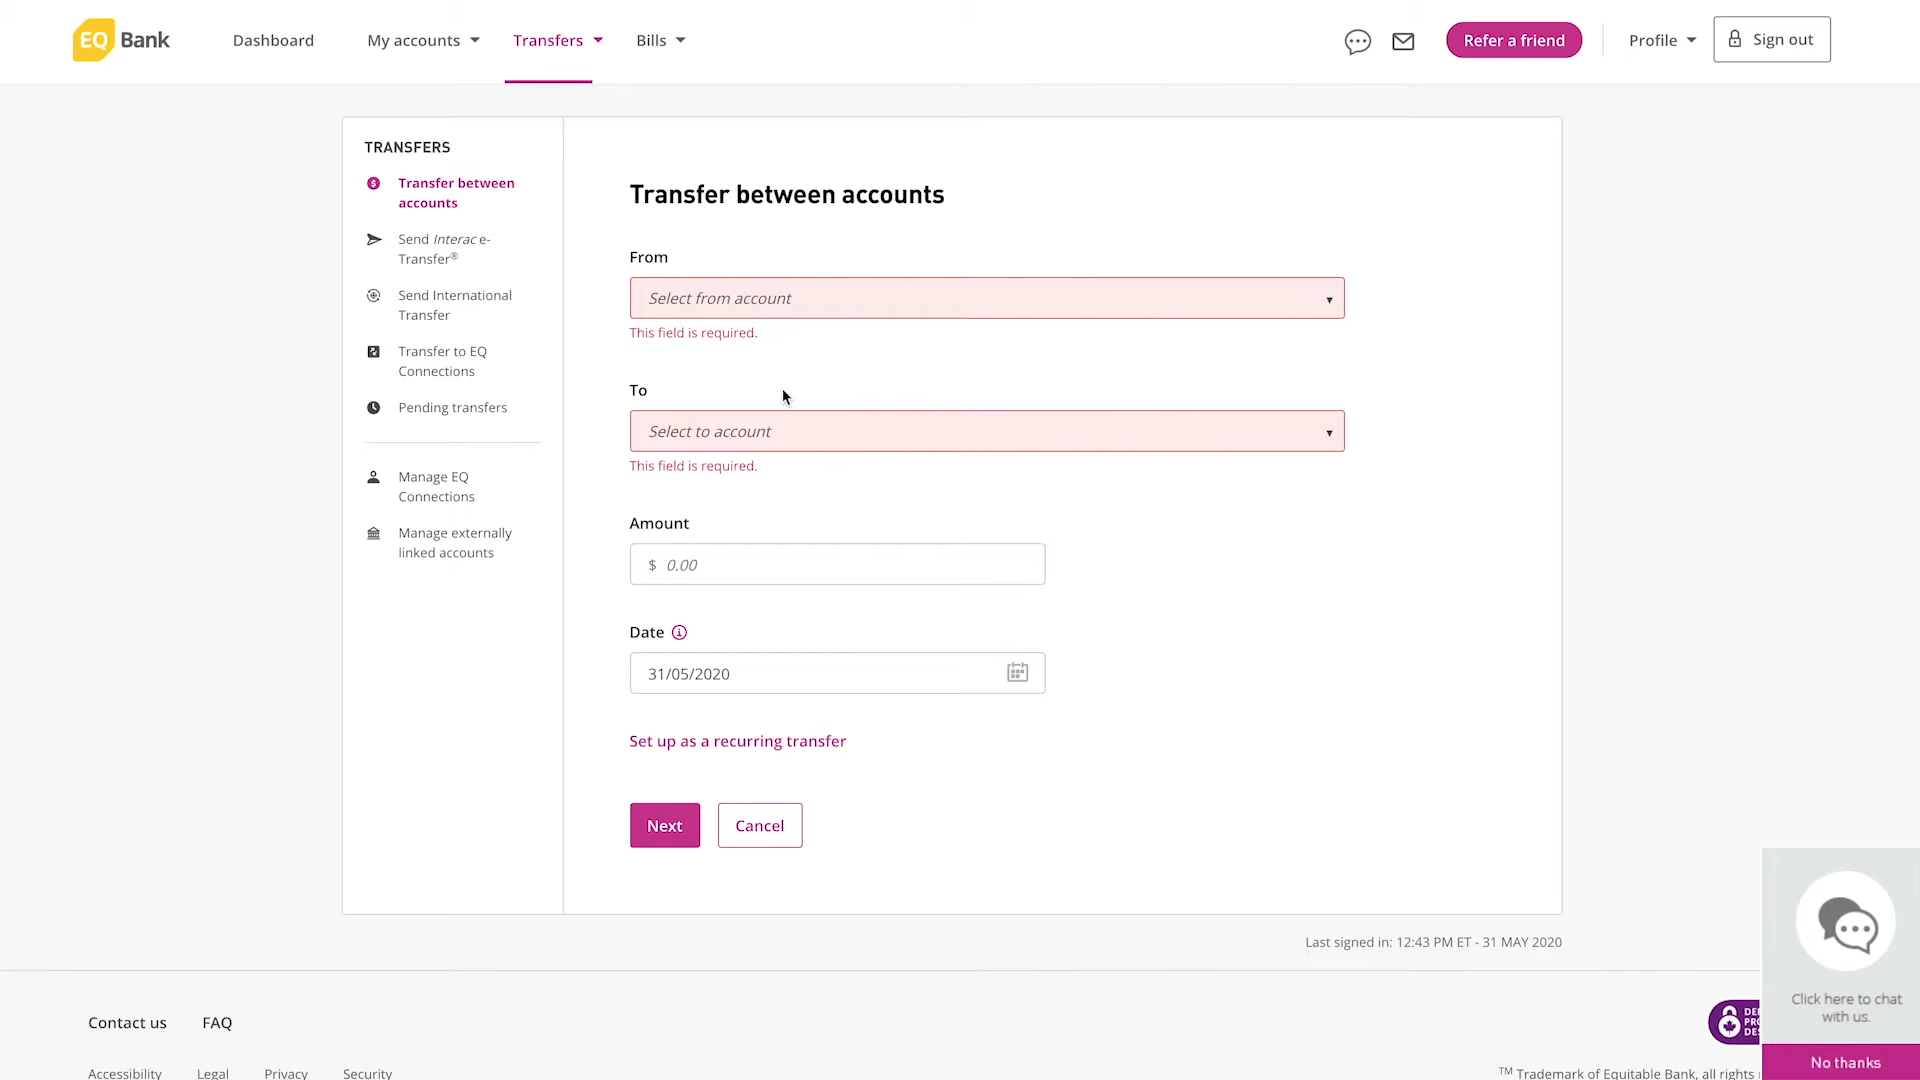 EQ Bank
Dashboard
My accounts
Transfers
Bills
Refer a friend
Profile
Sign out
TRANSFERS
Transfer between
accounts
Send Interac e-
Transfer®
Send International
Transfer
Transfer to EQ
Connections
Pending transfers
Manage EQ
Connections
Manage externally
linked accounts
Transfer between accounts
From
Select from account
This field is required.
To
Select to account
This field is required.
Amount
$ 0.00
Date
31/05/2020
Set up as a recurring transfer
Next
Cancel
Last signed in: 12:43 PM ET - 31 MAY 2020
Contact us
FAQ
Click here to chat
with us.
No thanks
Accessibility
Legal
Privacy
Security
TM Trademark of Equitable Bank, all rights